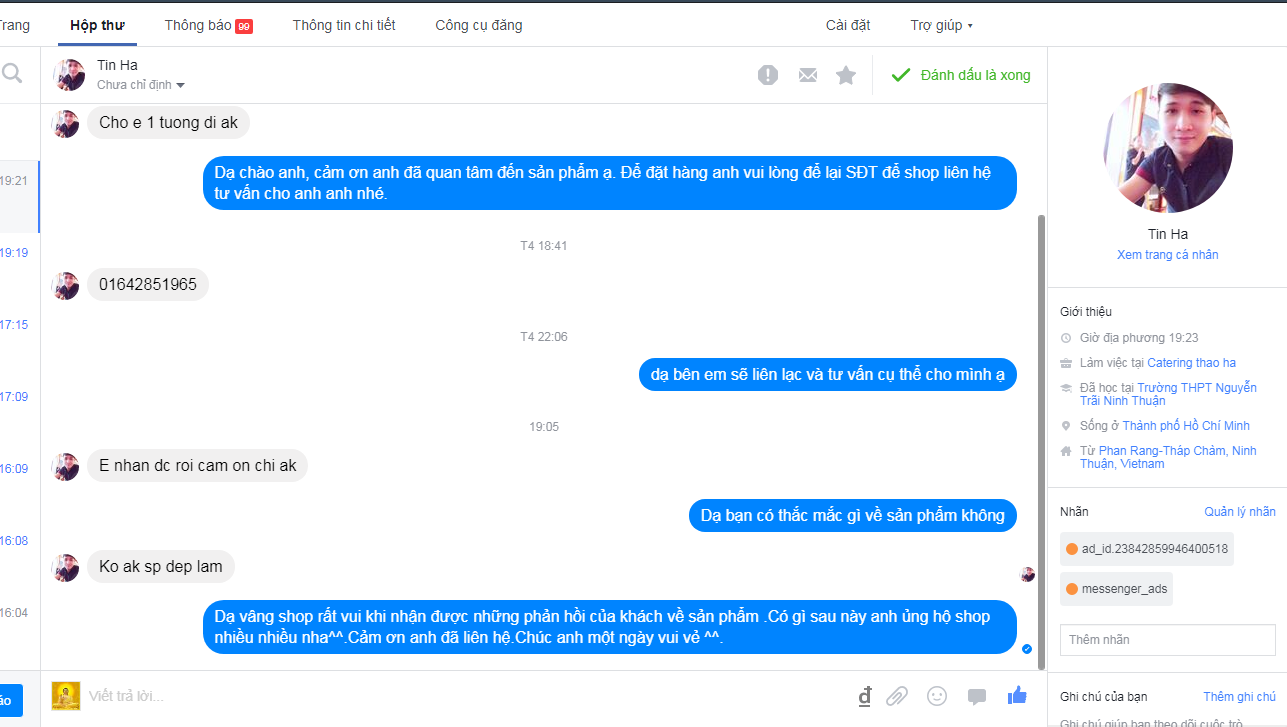 Trang
Hộp thư
Thông báo 99
Thông tin chi tiết
Công cụ đăng
Cài đặt
Trợ giúp
Tin Ha
Chưa chỉ định
Đánh dấu là xong
19:21
19:19
17:15
17:09
16:09
16:08
16:04
Cho e 1 tuong di ak
Dạ chào anh, cảm ơn anh đã quan tâm đến sản phẩm ạ. Để đặt hàng anh vui lòng để lại SĐT để shop liên hệ
tư vấn cho anh anh nhé.
T4 18:41
01642851965
T4 22:06
dạ bên em sẽ liên lạc và tư vấn cụ thể cho mình ạ
19:05
E nhan dc roi cam on chi ak
Dạ bạn có thắc mắc gì về sản phẩm không
Ko ak sp dep lam
Dạ vâng shop rất vui khi nhận được những phản hồi của khách về sản phẩm .Có gì sau này anh ủng hộ shop
nhiều nhiều nha^^.Cảm ơn anh đã liên hệ.Chúc anh một ngày vui vẻ ^^.
áo
Viết trả lời...
đ
Tin Ha
Xem trang cá nhân
Giới thiệu
Giờ địa phương 19:23
Làm việc tại Catering thao ha
Đã học tại Trường THPT Nguyễn
Trãi Ninh Thuận
Sống ở Thành phố Hồ Chí Minh
Từ Phan Rang-Tháp Chàm, Ninh
Thuận, Vietnam
Nhãn
Quản lý nhãn
ad_id.23842859946400518
messenger_ads
Thêm nhãn
Ghi chú của bạn
Thêm ghi chú
Ghi chú giúp bạn theo dõi cuộc trò